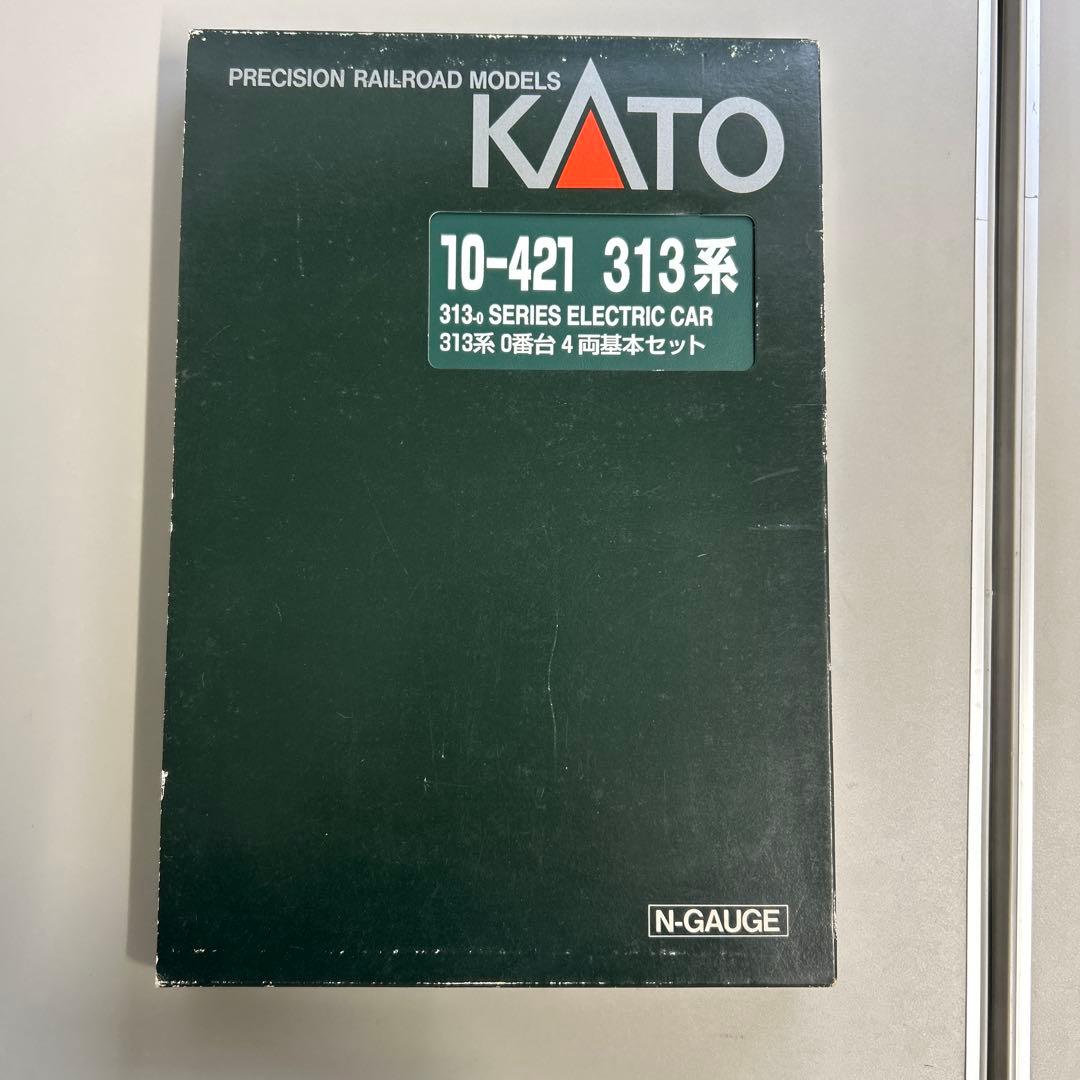 PRECISION RAILROAD MODELS
KATO
10-421 313系
313-0 SERIES ELECTRIC CAR
313系 0番台 4両基本セット
N-GAUGE